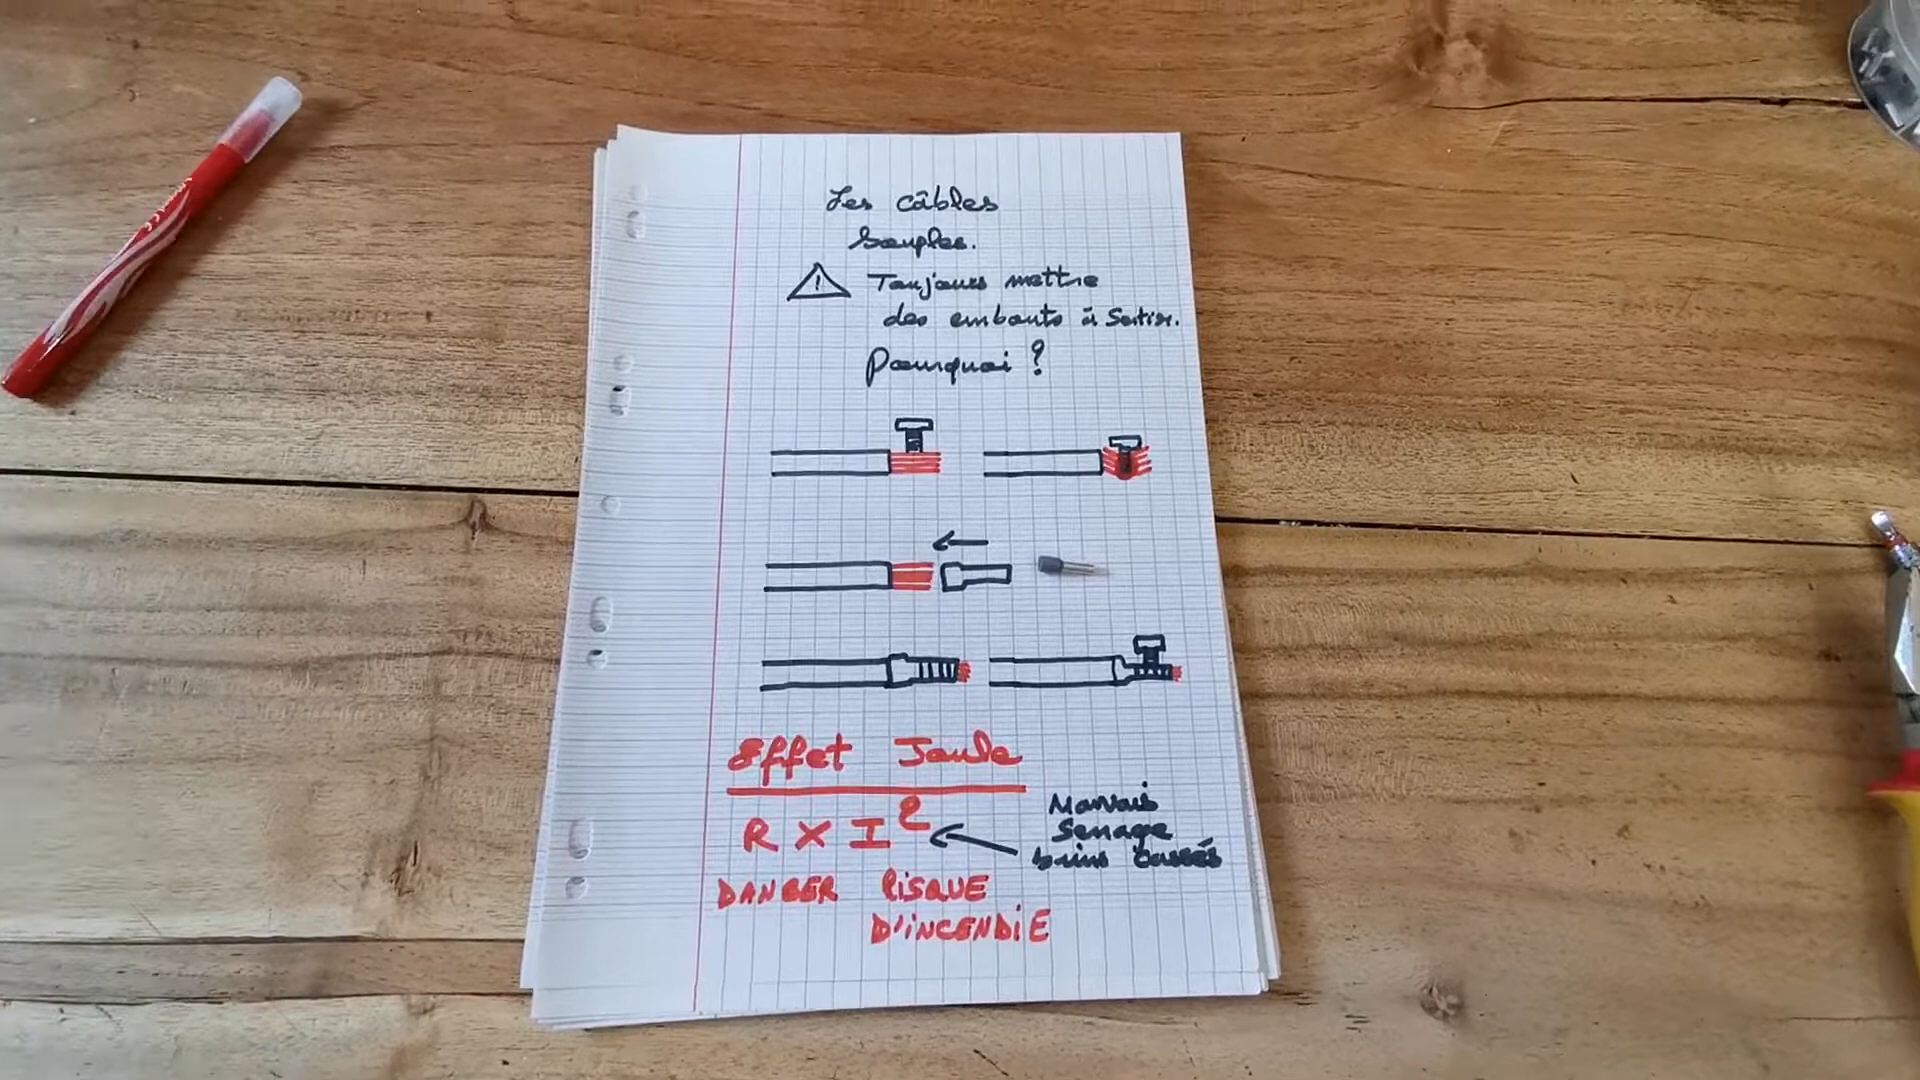 Les câbles
souples.
! Toujours mettre
des embouts à Sertir.
Pourquoi ?
Effet Joule
R X I²
Mauvais
Serrage
brins cassés
DANGER RISQUE
D'INCENDIE